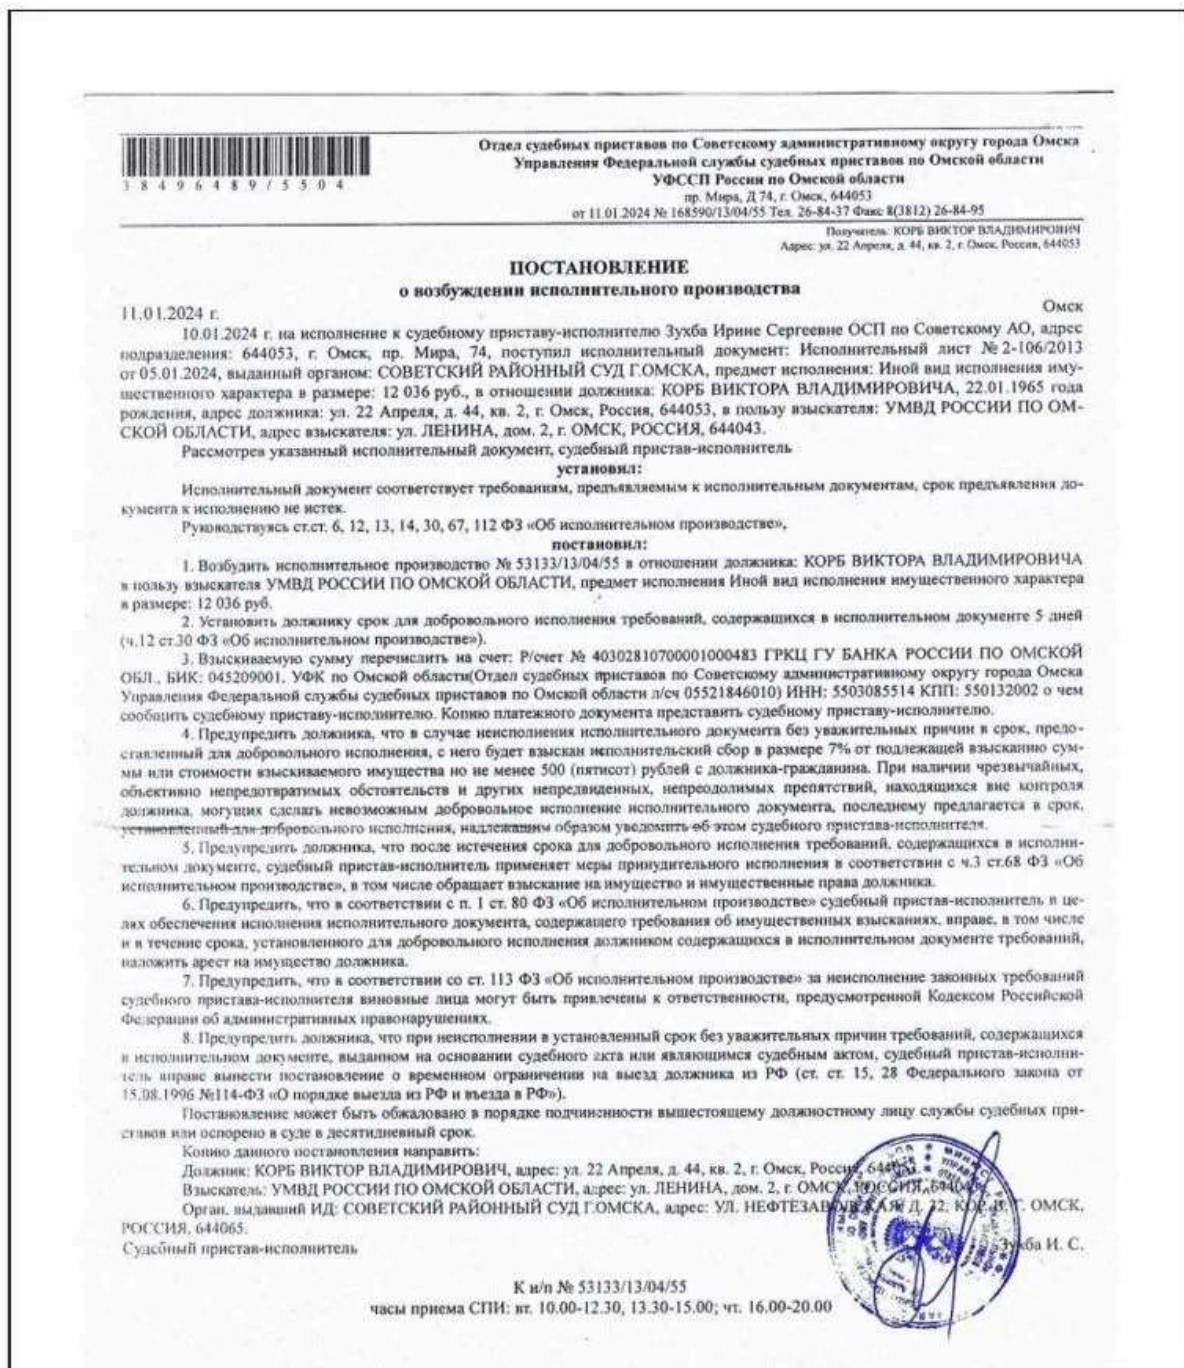 3 8 4 9 6 4 8 9 / 5 5 0 4
Отдел судебных приставов по Советскому административному округу города Омска
Управления Федеральной службы судебных приставов по Омской области
УФССП России по Омской области
пр. Мира, Д 74, г. Омск, 644053
от 11.01.2024 № 168590/13/04/55 Тел. 26-84-37 Факс 8(3812) 26-84-95
Получатель: КОРБ ВИКТОР ВЛАДИМИРОВИЧ
Адрес: ул. 22 Апреля, д. 44, кв. 2, г. Омск, Россия, 644053
ПОСТАНОВЛЕНИЕ
о возбуждении исполнительного производства
11.01.2024 г. Омск
10.01.2024 г. на исполнение к судебному приставу-исполнителю Зухба Ирине Сергеевне ОСП по Советскому АО, адрес
подразделения: 644053, г. Омск, пр. Мира, 74, поступил исполнительный документ: Исполнительный лист № 2-106/2013
от 05.01.2024, выданный органом: СОВЕТСКИЙ РАЙОННЫЙ СУД Г.ОМСКА, предмет исполнения: Иной вид исполнения иму-
щественного характера в размере: 12 036 руб., в отношении должника: КОРБ ВИКТОРА ВЛАДИМИРОВИЧА, 22.01.1965 года
рождения, адрес должника: ул. 22 Апреля, д. 44, кв. 2, г. Омск, Россия, 644053, в пользу взыскателя: УМВД РОССИИ ПО ОМ-
СКОЙ ОБЛАСТИ, адрес взыскателя: ул. ЛЕНИНА, дом. 2, г. ОМСК, РОССИЯ, 644043.
Рассмотрев указанный исполнительный документ, судебный пристав-исполнитель
установил:
Исполнительный документ соответствует требованиям, предъявляемым к исполнительным документам, срок предъявления до-
кумента к исполнению не истек.
Руководствуясь ст.ст. 6, 12, 13, 14, 30, 67, 112 ФЗ «Об исполнительном производстве»,
постановил:
1. Возбудить исполнительное производство № 53133/13/04/55 в отношении должника: КОРБ ВИКТОРА ВЛАДИМИРОВИЧА
в пользу взыскателя УМВД РОССИИ ПО ОМСКОЙ ОБЛАСТИ, предмет исполнения Иной вид исполнения имущественного характера
в размере: 12 036 руб.
2. Установить должнику срок для добровольного исполнения требований, содержащихся в исполнительном документе 5 дней
(ч.12 ст.30 ФЗ «Об исполнительном производстве»).
3. Взыскиваемую сумму перечислить на счет: Р/счет № 40302810700001000483 ГРКЦ ГУ БАНКА РОССИИ ПО ОМСКОЙ
ОБЛ., БИК: 045209001, УФК по Омской области(Отдел судебных приставов по Советскому административному округу города Омска
Управления Федеральной службы судебных приставов по Омской области л/сч 05521846010) ИНН: 5503085514 КПП: 550132002 о чем
сообщить судебному приставу-исполнителю. Копию платежного документа представить судебному приставу-исполнителю.
4. Предупредить должника, что в случае неисполнения исполнительного документа без уважительных причин в срок, предо-
ставленный для добровольного исполнения, с него будет взыскан исполнительский сбор в размере 7% от подлежащей взысканию сум-
мы или стоимости взыскиваемого имущества но не менее 500 (пятисот) рублей с должника-гражданина. При наличии чрезвычайных,
объективно непредотвратимых обстоятельств и других непредвиденных, непреодолимых препятствий, находящихся вне контроля
должника, могущих сделать невозможным добровольное исполнение исполнительного документа, последнему предлагается в срок,
установленный для добровольного исполнения, надлежащим образом уведомить об этом судебного пристава-исполнителя.
5. Предупредить должника, что после истечения срока для добровольного исполнения требований, содержащихся в исполни-
тельном документе, судебный пристав-исполнитель применяет меры принудительного исполнения в соответствии с ч.3 ст.68 ФЗ «Об
исполнительном производстве», в том числе обращает взыскание на имущество и имущественные права должника.
6. Предупредить, что в соответствии с п. 1 ст. 80 ФЗ «Об исполнительном производстве» судебный пристав-исполнитель в це-
лях обеспечения исполнения исполнительного документа, содержащего требования об имущественных взысканиях, вправе, в том числе
и в течение срока, установленного для добровольного исполнения должником содержащихся в исполнительном документе требований,
наложить арест на имущество должника.
7. Предупредить, что в соответствии со ст. 113 ФЗ «Об исполнительном производстве» за неисполнение законных требований
судебного пристава-исполнителя виновные лица могут быть привлечены к ответственности, предусмотренной Кодексом Российской
Федерации об административных правонарушениях.
8. Предупредить должника, что при неисполнении в установленный срок без уважительных причин требований, содержащихся
в исполнительном документе, выданном на основании судебного акта или являющимся судебным актом, судебный пристав-исполни-
тель вправе вынести постановление о временном ограничении на выезд должника из РФ (ст. ст. 15, 28 Федерального закона от
15.08.1996 №114-ФЗ «О порядке выезда из РФ и въезда в РФ»).
Постановление может быть обжаловано в порядке подчиненности вышестоящему должностному лицу службы судебных при-
ставов или оспорено в суде в десятидневный срок.
Копию данного постановления направить:
Должник: КОРБ ВИКТОР ВЛАДИМИРОВИЧ, адрес: ул. 22 Апреля, д. 44, кв. 2, г. Омск, Россия, 644053
Взыскатель: УМВД РОССИИ ПО ОМСКОЙ ОБЛАСТИ, адрес: ул. ЛЕНИНА, дом. 2, г. ОМСК, РОССИЯ, 644043
Орган, выдавший ИД: СОВЕТСКИЙ РАЙОННЫЙ СУД Г.ОМСКА, адрес: УЛ. НЕФТЕЗАВОДСКАЯ, Д. 32, КОР. В, Г. ОМСК,
РОССИЯ, 644065.
Судебный пристав-исполнитель Зухба И. С.
К и/п № 53133/13/04/55
часы приема СПИ: вт. 10.00-12.30, 13.30-15.00; чт. 16.00-20.00